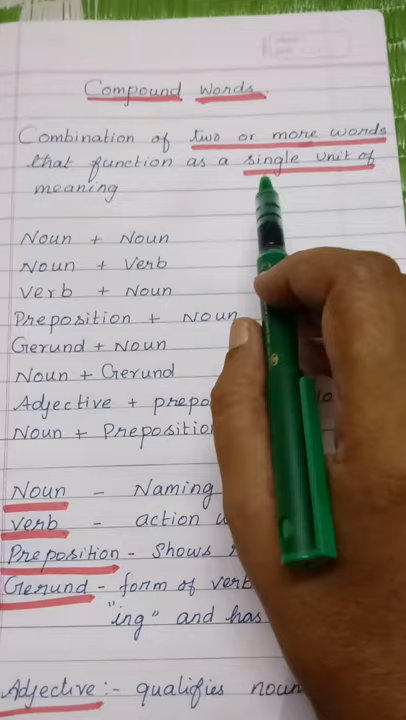 Compound Words.
Combination of two or more words
that function as a single unit of
meaning
Noun + Noun
Noun + Verb
Verb + Noun
Preposition + Noun
Gerund + Noun
Noun + Gerund
Adjective + prepo
Noun + Prepositio
Noun - Naming
Verb - action
Preposition - Shows
Gerund - form of verb
"ing" and has
Adjective :- qualifies noun